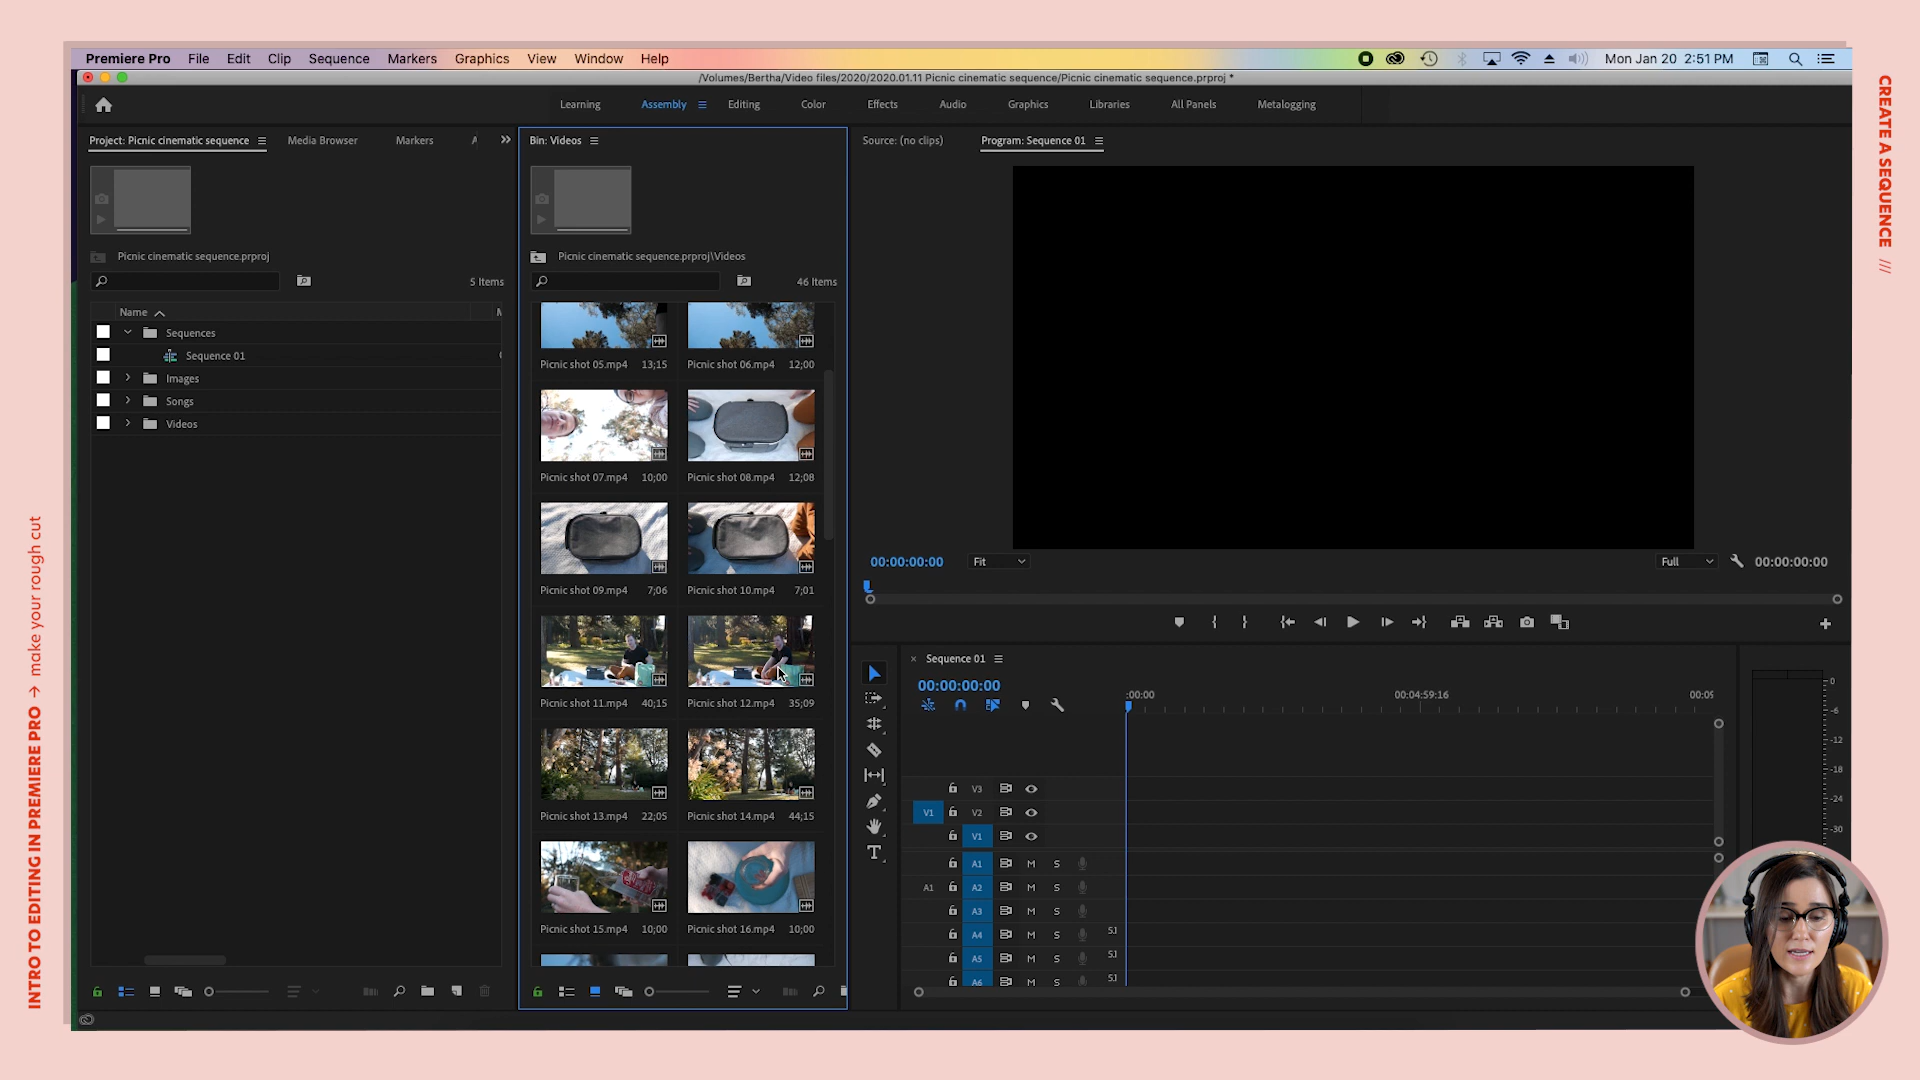 Premiere Pro File Edit Clip Sequence Markers Graphics View Window Help
Mon Jan 20 2:51 PM
/Volumes/Bertha/Video files/2020/2020.01.11 Picnic cinematic sequence/Picnic cinematic sequence.prproj *
Learning Assembly Editing Color Effects Audio Graphics Libraries All Panels Metalogging
Project: Picnic cinematic sequence Media Browser Markers
Picnic cinematic sequence.prproj
5 Items
Name
Sequences
Sequence 01
Images
Songs
Videos
Bin: Videos
Picnic cinematic sequence.prproj\Videos
46 Items
Picnic shot 05.mp4 13;15 Picnic shot 06.mp4 12;00
Picnic shot 07.mp4 10;00 Picnic shot 08.mp4 12;08
Picnic shot 09.mp4 7;06 Picnic shot 10.mp4 7;01
Picnic shot 11.mp4 40;15 Picnic shot 12.mp4 35;09
Picnic shot 13.mp4 22;05 Picnic shot 14.mp4 44;15
Picnic shot 15.mp4 10;00 Picnic shot 16.mp4 10;00
Source: (no clips) Program: Sequence 01
00:00:00:00 Fit Full 00:00:00:00
Sequence 01
00:00:00:00
:00:00 00:04:59:16
V3
V1 V2
V1
A1 M S
A1 A2 M S
A3 M S
A4 M S 5.1
A5 M S 5.1
A6 M S 5.1
0
-6
-12
-18
-24
-30
CREATE A SEQUENCE ///
INTRO TO EDITING IN PREMIERE PRO → make your rough cut